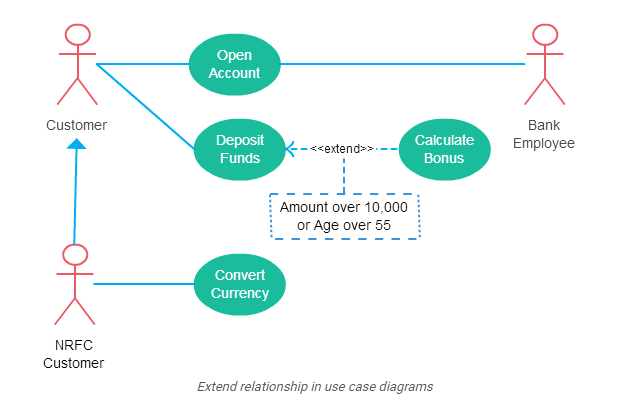 Open
Account
Customer
Bank
Employee
Deposit
Funds
<<extend>>
Calculate
Bonus
Amount over 10,000
or Age over 55
Convert
Currency
NRFC
Customer
Extend relationship in use case diagrams